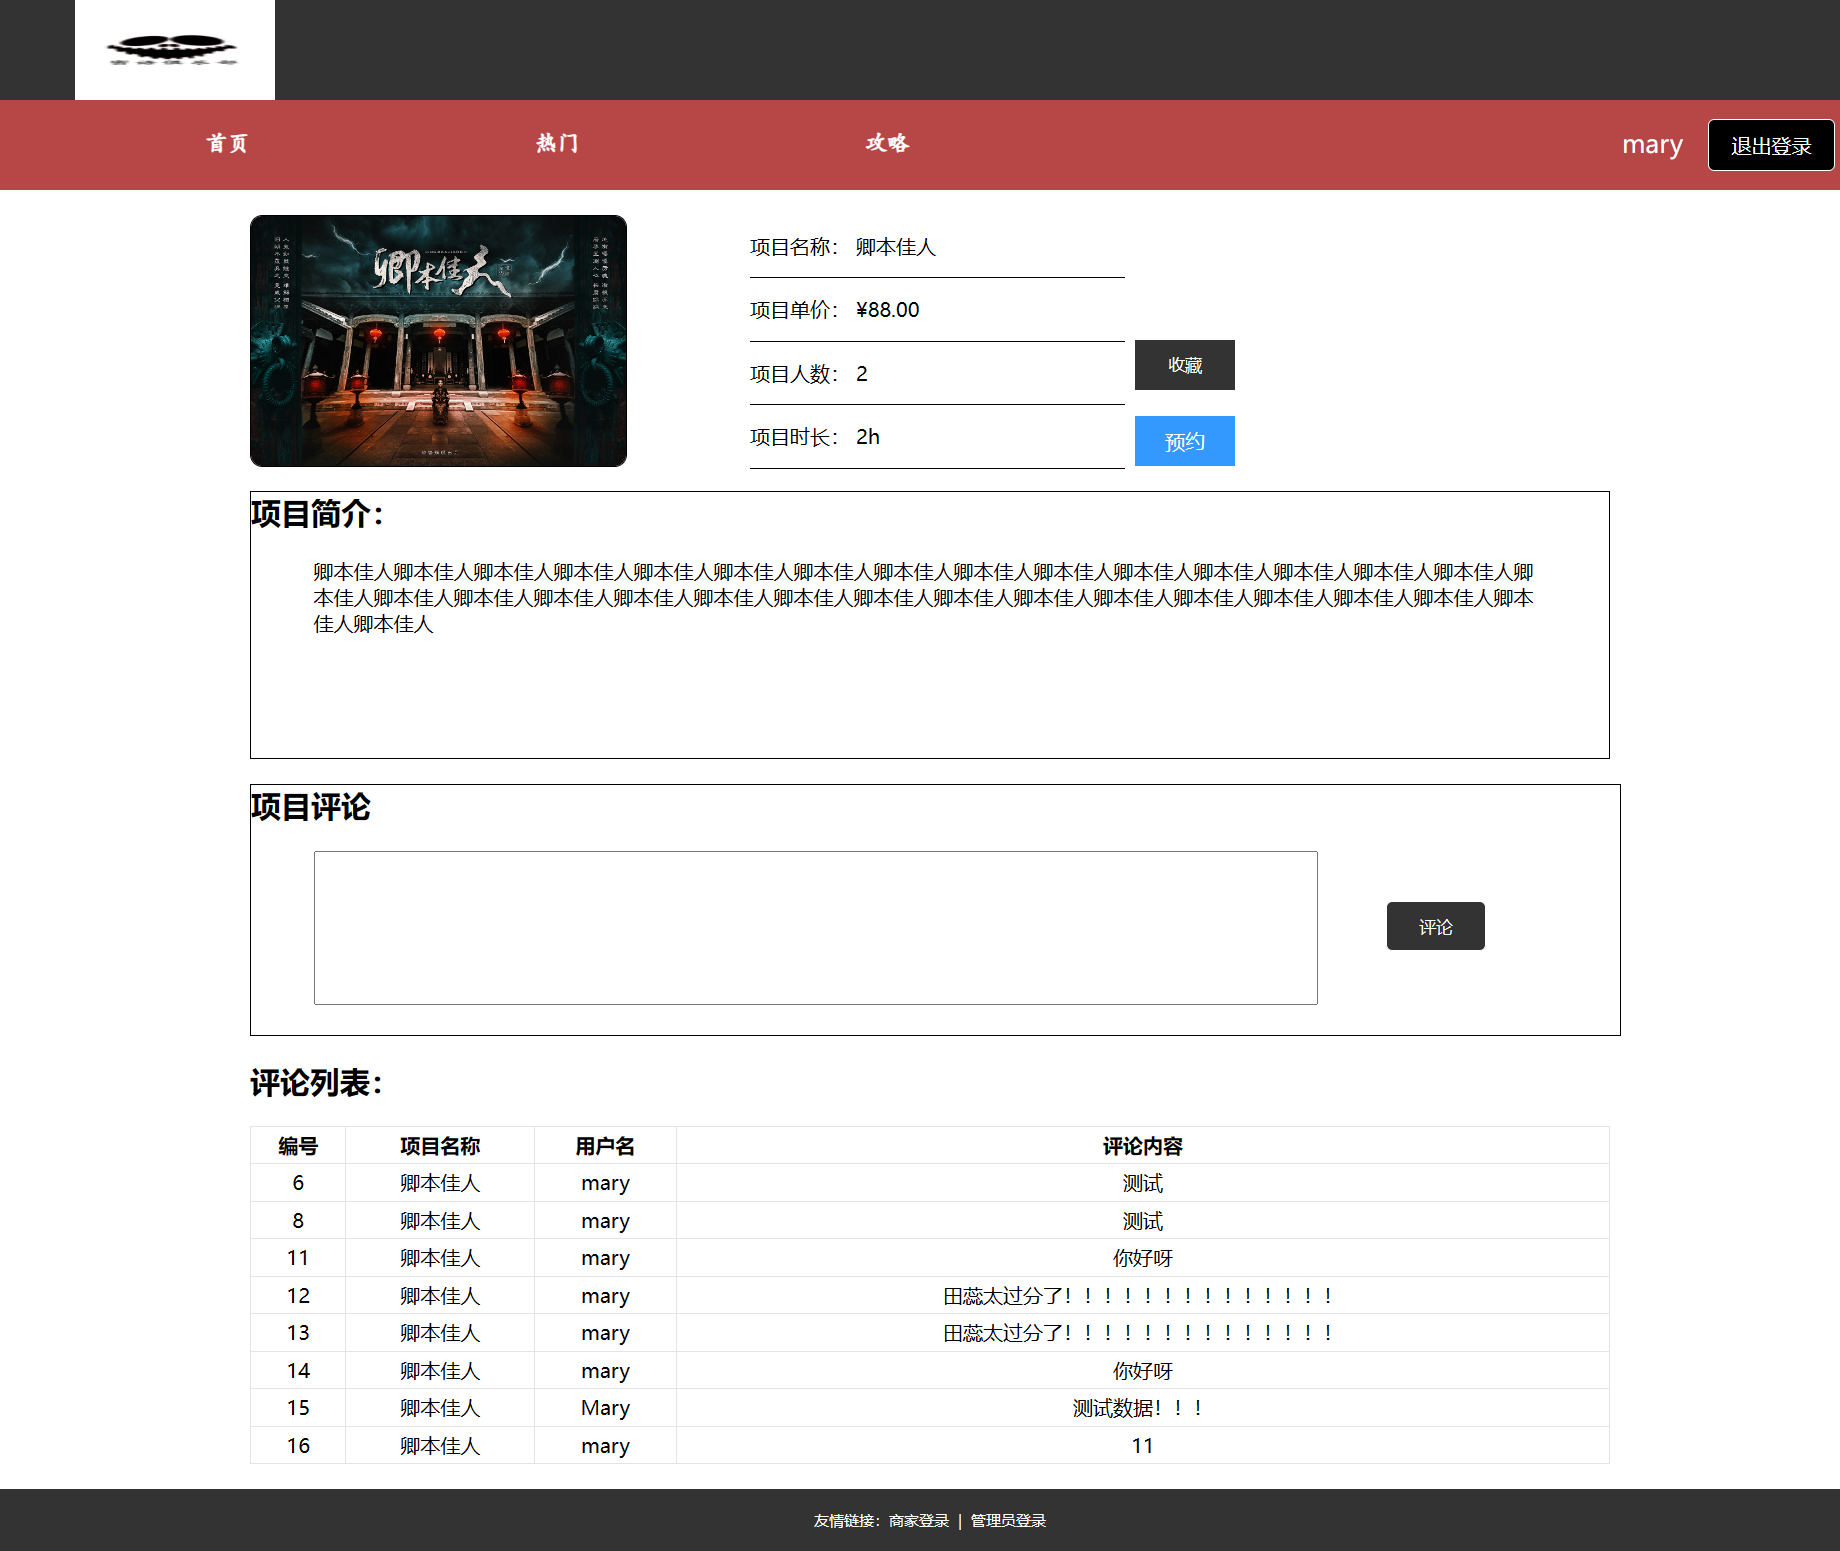 首页
热门
攻略
mary
退出登录
卿本佳人
项目名称： 卿本佳人
项目单价： ¥88.00
项目人数： 2
收藏
项目时长： 2h
预约
项目简介：
卿本佳人卿本佳人卿本佳人卿本佳人卿本佳人卿本佳人卿本佳人卿本佳人卿本佳人卿本佳人卿本佳人卿本佳人卿本佳人卿本佳人卿本佳人卿
本佳人卿本佳人卿本佳人卿本佳人卿本佳人卿本佳人卿本佳人卿本佳人卿本佳人卿本佳人卿本佳人卿本佳人卿本佳人卿本佳人卿本佳人卿本
佳人卿本佳人
项目评论
评论
评论列表：
编号 项目名称 用户名 评论内容
6 卿本佳人 mary 测试
8 卿本佳人 mary 测试
11 卿本佳人 mary 你好呀
12 卿本佳人 mary 田蕊太过分了！！！！！！！！！！！！！！
13 卿本佳人 mary 田蕊太过分了！！！！！！！！！！！！！！
14 卿本佳人 mary 你好呀
15 卿本佳人 Mary 测试数据！！！
16 卿本佳人 mary 11
友情链接：商家登录 | 管理员登录